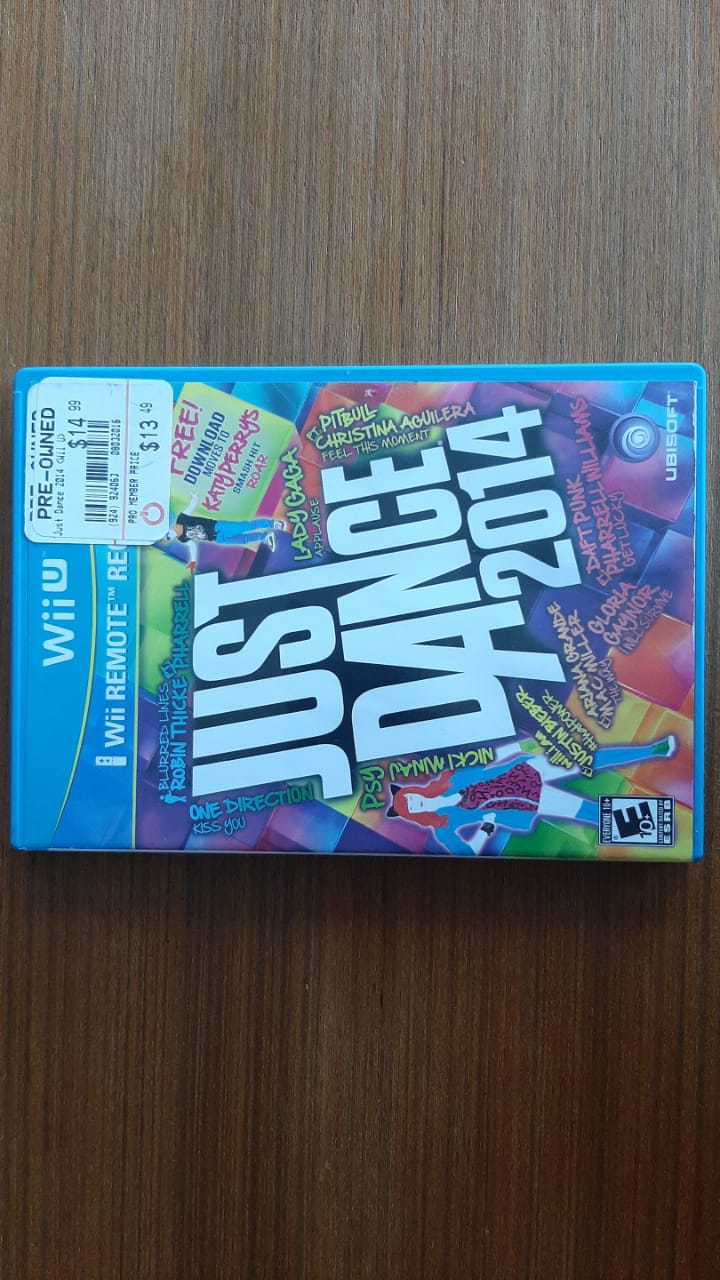 Wii U
PRE-OWNED
Just Dance 2014 <Wii U>
$14 99
(924) 924063 08032016
PRO MEMBER PRICE
$13 49
Wii REMOTE™
BLURRED LINES
ROBIN THICKE ft. PHARRELL
ONE DIRECTION
KISS YOU
FREE!
DOWNLOAD
MOVES TO
KATY PERRY'S
SMASH HIT
ROAR
JUST
DANCE
2014
LADY GAGA
APPLAUSE
ft. PITBULL
CHRISTINA AGUILERA
FEEL THIS MOMENT
PSY
NICKI MINAJ
will.i.am
ft. JUSTIN BIEBER
#thatPOWER
ARIANA GRANDE
ft. MAC MILLER
THE WAY
GLORIA
GAYNOR
I WILL SURVIVE
DAFT PUNK
ft. PHARRELL WILLIAMS
GET LUCKY
EVERYONE 10+
E
10+
CONTENT RATED BY
ESRB
UBISOFT